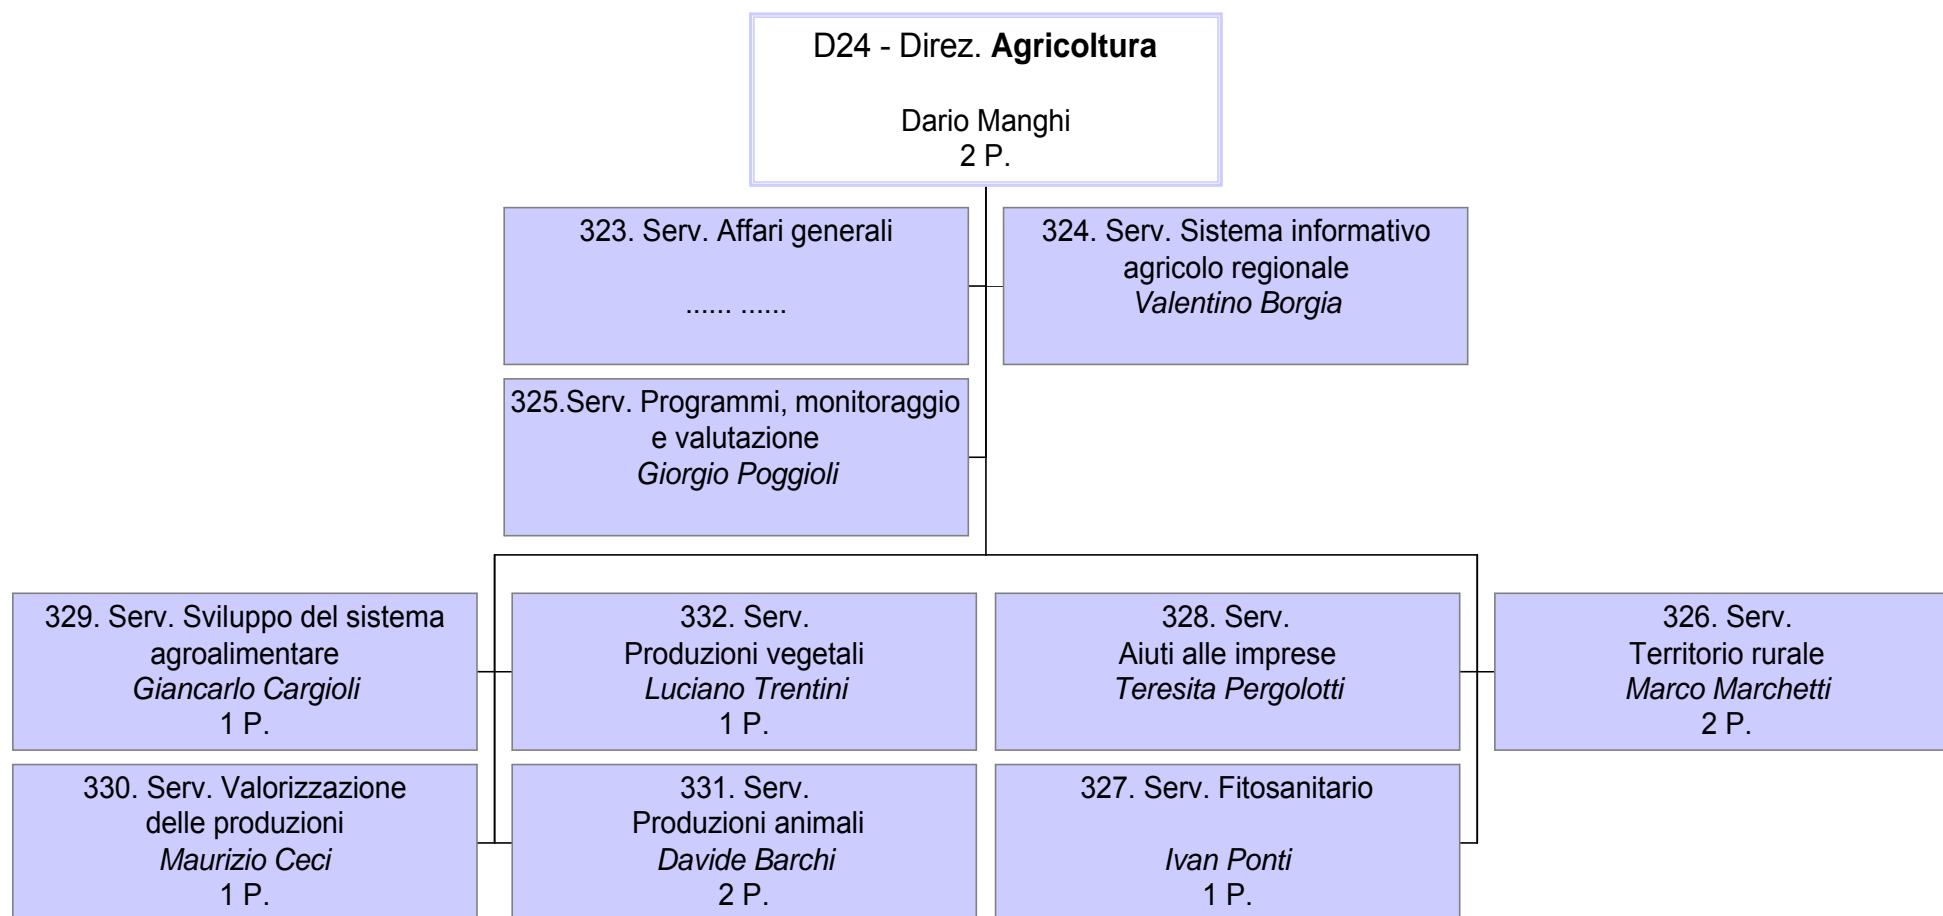 D24 - Direz. Agricoltura
Dario Manghi
2 P.
323. Serv. Affari generali
...... ......
324. Serv. Sistema informativo
agricolo regionale
Valentino Borgia
325.Serv. Programmi, monitoraggio
e valutazione
Giorgio Poggioli
329. Serv. Sviluppo del sistema
agroalimentare
Giancarlo Cargioli
1 P.
332. Serv.
Produzioni vegetali
Luciano Trentini
1 P.
328. Serv.
Aiuti alle imprese
Teresita Pergolotti
326. Serv.
Territorio rurale
Marco Marchetti
2 P.
330. Serv. Valorizzazione
delle produzioni
Maurizio Ceci
1 P.
331. Serv.
Produzioni animali
Davide Barchi
2 P.
327. Serv. Fitosanitario
Ivan Ponti
1 P.